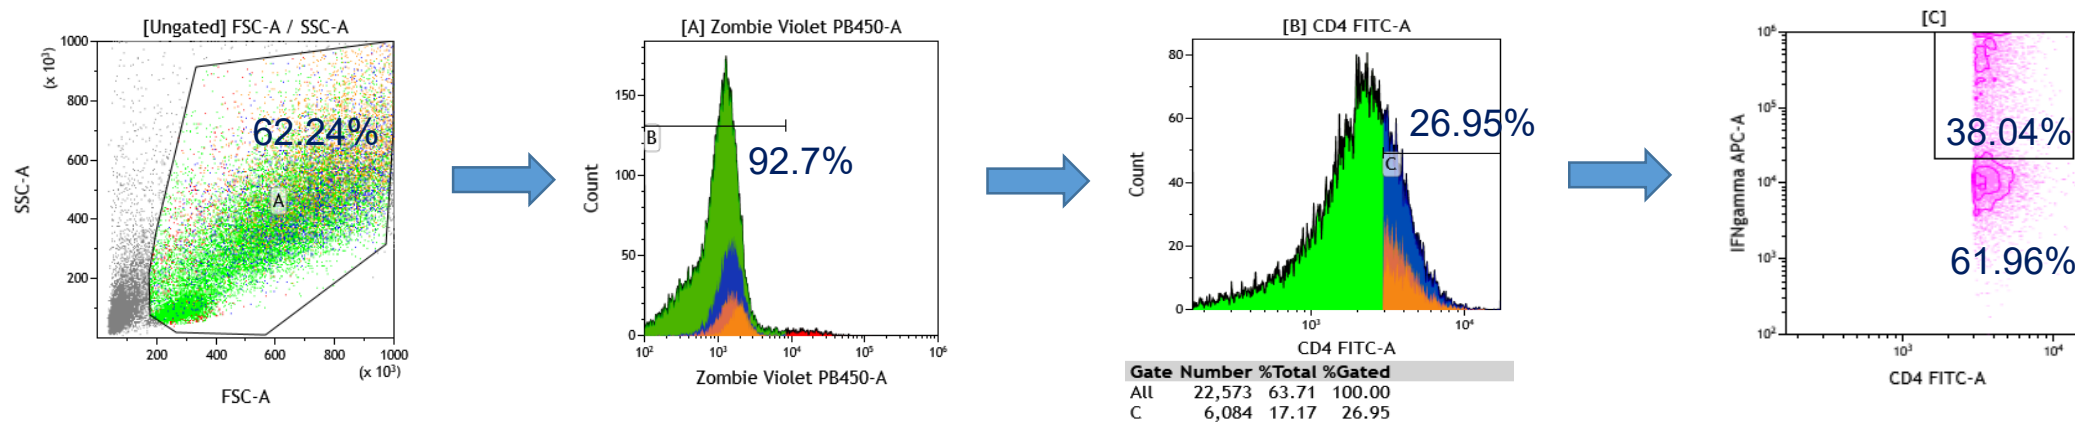 [Ungated] FSC-A / SSC-A
(x 10³)
1000
800
600
400
200
SSC-A
62.24%
A
200 400 600 800 1000
(x 10³)
FSC-A
[A] Zombie Violet PB450-A
150
100
50
0
Count
B
92.7%
10² 10³ 10⁴ 10⁵ 10⁶
Zombie Violet PB450-A
[B] CD4 FITC-A
80
60
40
20
0
Count
26.95%
C
10³ 10⁴
CD4 FITC-A
Gate Number %Total %Gated
All 22,573 63.71 100.00
C 6,084 17.17 26.95
[C]
10⁶
10⁵
10⁴
10³
10²
IFNgamma APC-A
38.04%
61.96%
10³ 10⁴
CD4 FITC-A